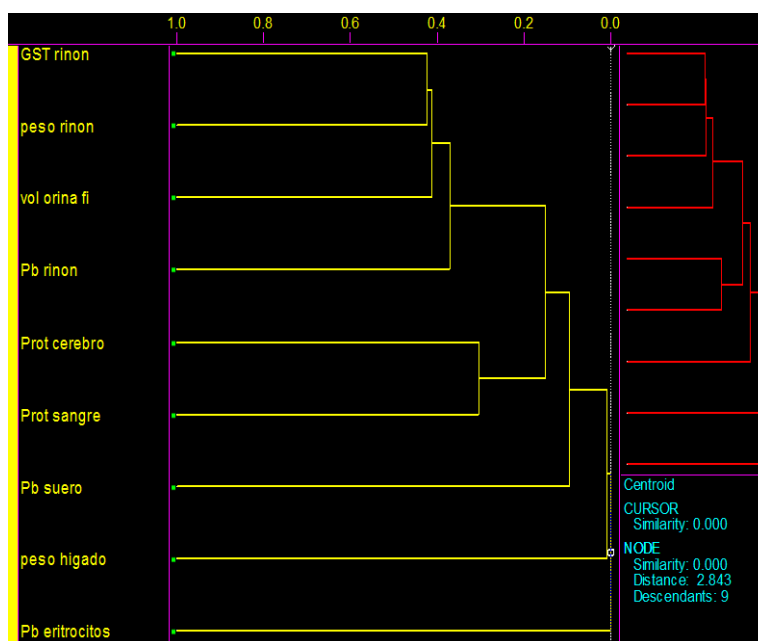 1.0 0.8 0.6 0.4 0.2 0.0
GST rinon
peso rinon
vol orina fi
Pb rinon
Prot cerebro
Prot sangre
Pb suero
peso higado
Pb eritrocitos
Centroid
CURSOR
Similarity: 0.000
NODE
Similarity: 0.000
Distance: 2.843
Descendants: 9